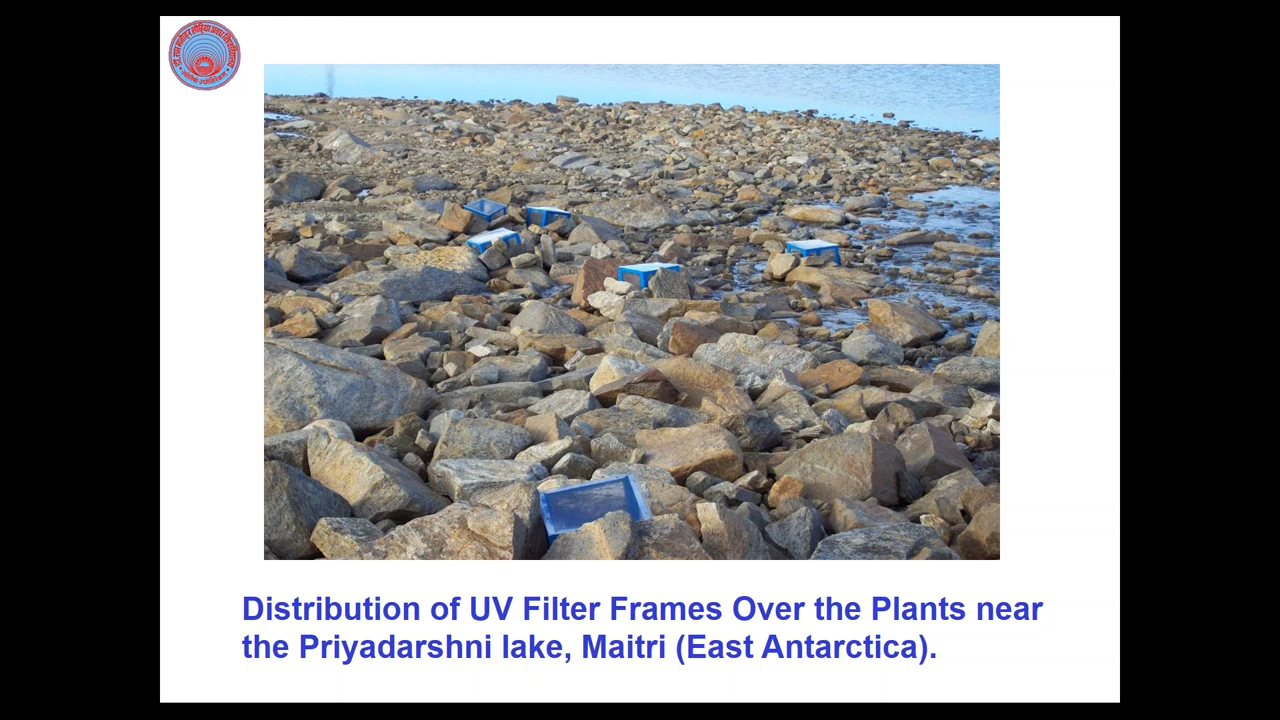 Distribution of UV Filter Frames Over the Plants near
the Priyadarshni lake, Maitri (East Antarctica).